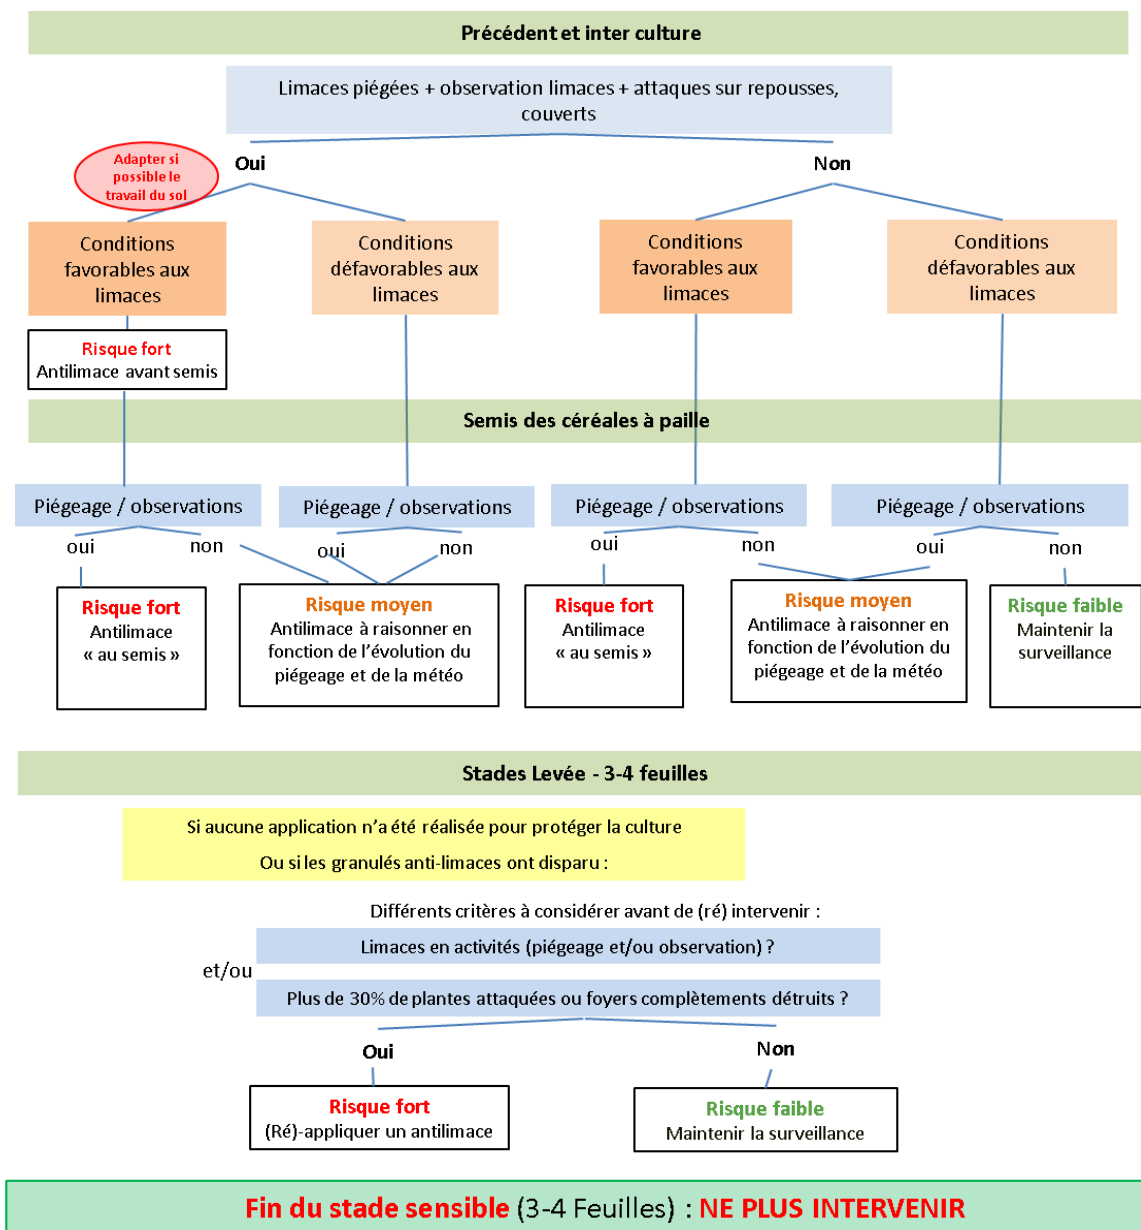 Précédent et inter culture
Limaces piégées + observation limaces + attaques sur repousses,
couverts
Adapter si
possible le
travail du sol
Oui
Non
Conditions
favorables aux
limaces
Conditions
défavorables aux
limaces
Conditions
favorables aux
limaces
Conditions
défavorables aux
limaces
Risque fort
Antilimace avant semis
Semis des céréales à paille
Piégeage / observations
Piégeage / observations
Piégeage / observations
Piégeage / observations
oui
non
oui
non
oui
non
oui
non
Risque fort
Antilimace
« au semis »
Risque moyen
Antilimace à raisonner en
fonction de l'évolution du
piégeage et de la météo
Risque fort
Antilimace
« au semis »
Risque moyen
Antilimace à raisonner en
fonction de l'évolution du
piégeage et de la météo
Risque faible
Maintenir la
surveillance
Stades Levée - 3-4 feuilles
Si aucune application n'a été réalisée pour protéger la culture
Ou si les granulés anti-limaces ont disparu :
Différents critères à considérer avant de (ré) intervenir :
Limaces en activités (piégeage et/ou observation) ?
et/ou
Plus de 30% de plantes attaquées ou foyers complètements détruits ?
Oui
Non
Risque fort
(Ré)-appliquer un antilimace
Risque faible
Maintenir la surveillance
Fin du stade sensible (3-4 Feuilles) : NE PLUS INTERVENIR